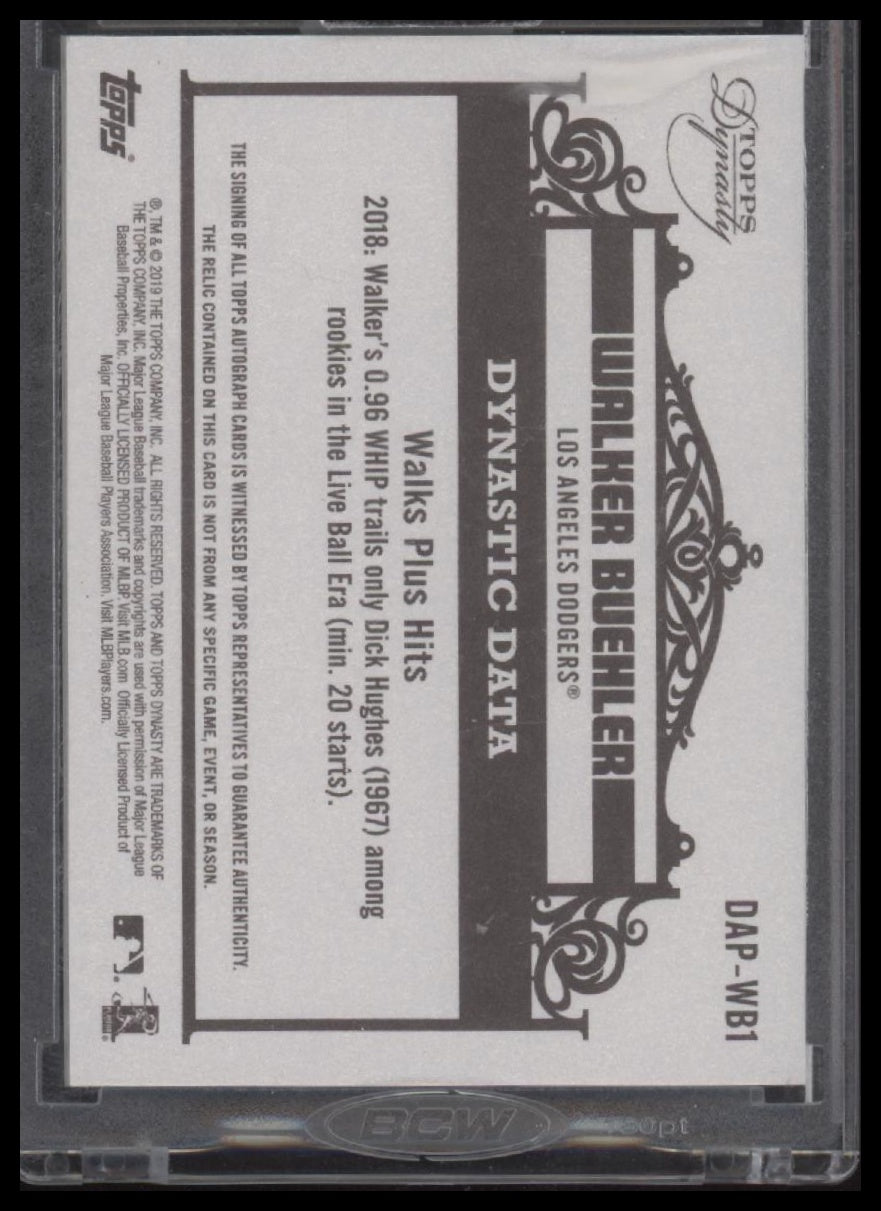 TOPPS
Dynasty
DAP-WB1
WALKER BUEHLER
LOS ANGELES DODGERS®
DYNASTIC DATA
Walks Plus Hits
2018: Walker's 0.96 WHIP trails only Dick Hughes (1967) among
rookies in the Live Ball Era (min. 20 starts).
THE SIGNING OF ALL TOPPS AUTOGRAPH CARDS IS WITNESSED BY TOPPS REPRESENTATIVES TO GUARANTEE AUTHENTICITY.
THE RELIC CONTAINED ON THIS CARD IS NOT FROM ANY SPECIFIC GAME, EVENT, OR SEASON.
topps®
®, TM & © 2019 THE TOPPS COMPANY, INC. ALL RIGHTS RESERVED. TOPPS AND TOPPS DYNASTY ARE TRADEMARKS OF
THE TOPPS COMPANY, INC. Major League Baseball trademarks and copyrights are used with permission of Major League
Baseball Properties, Inc. OFFICIALLY LICENSED PRODUCT OF MLBP. Visit MLB.com Officially Licensed Product of
Major League Baseball Players Association. Visit MLBPlayers.com.
BCW